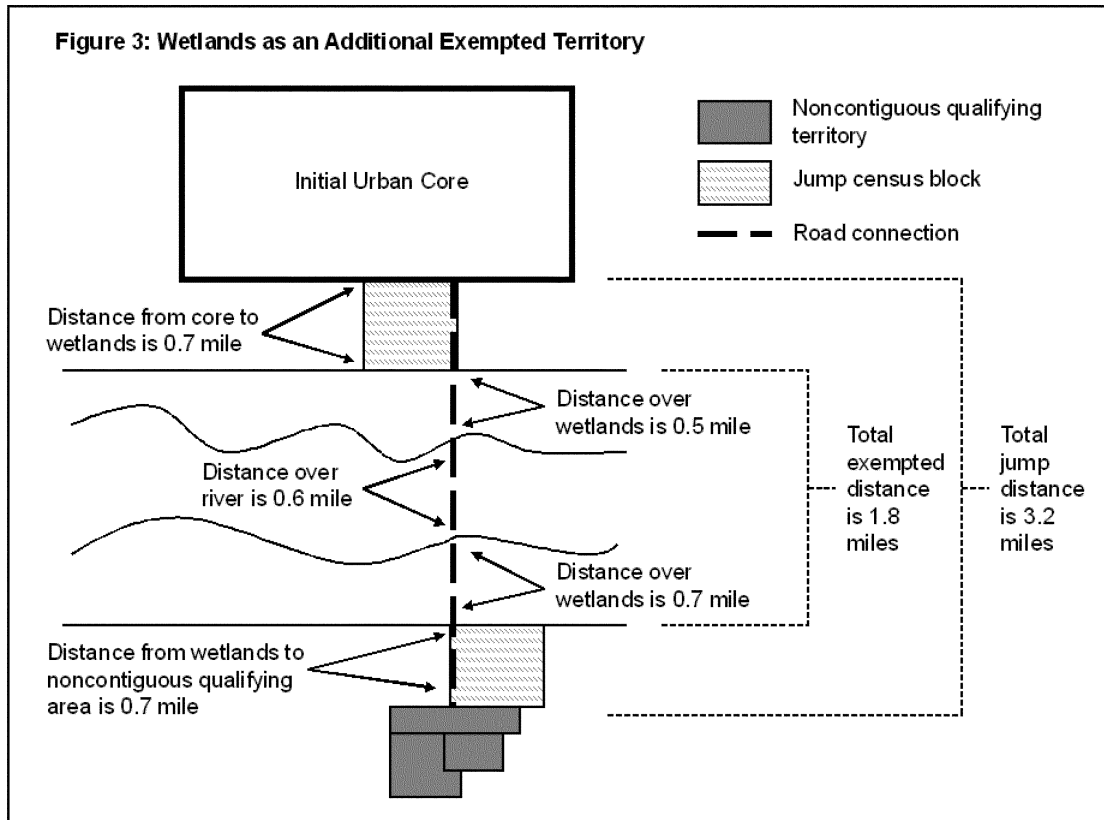 Figure 3: Wetlands as an Additional Exempted Territory
Initial Urban Core
Noncontiguous qualifying
territory
Jump census block
Road connection
Distance from core to
wetlands is 0.7 mile
Distance over
wetlands is 0.5 mile
Distance over
river is 0.6 mile
Distance over
wetlands is 0.7 mile
Distance from wetlands to
noncontiguous qualifying
area is 0.7 mile
Total
exempted
distance
is 1.8
miles
Total
jump
distance
is 3.2
miles